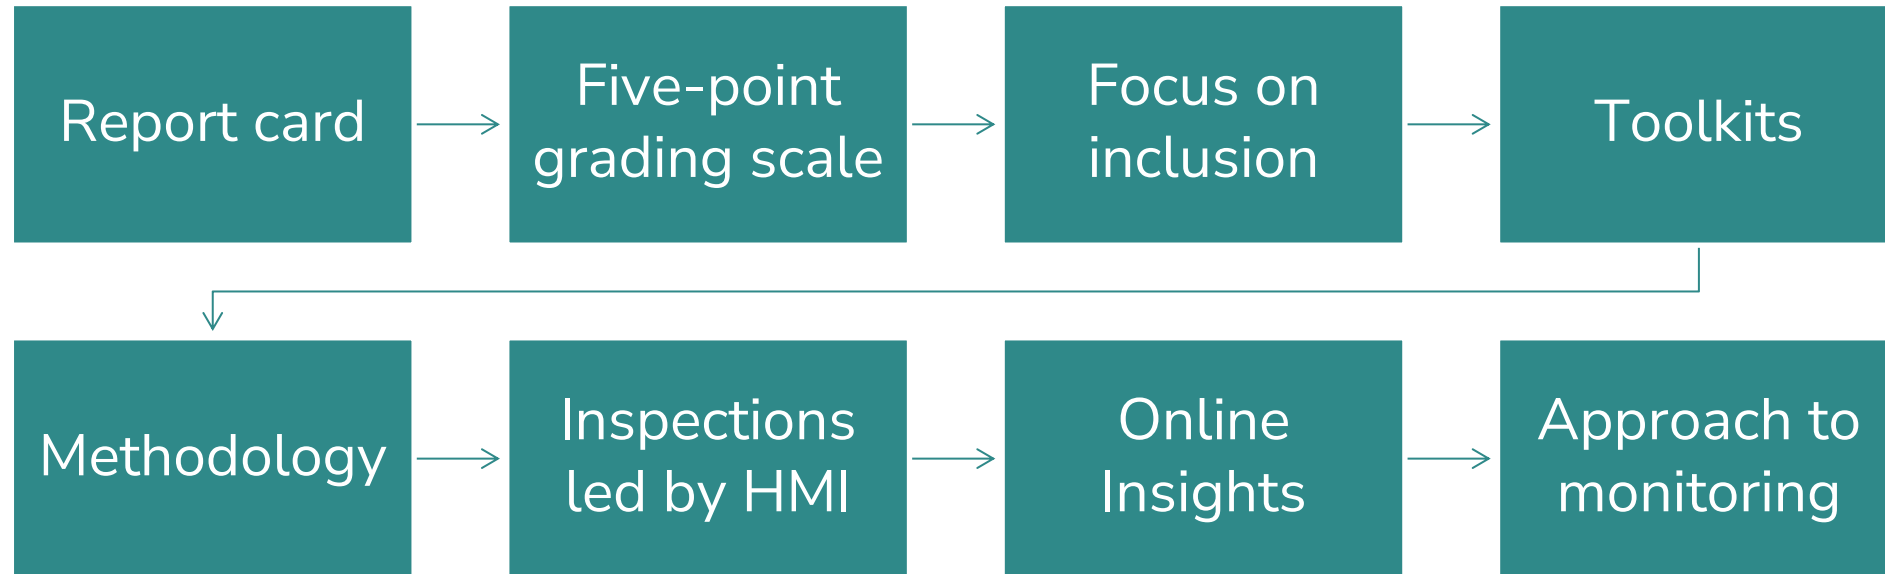 Report card
Five-point
grading scale
Focus on
inclusion
Toolkits
Methodology
Inspections
led by HMI
Online
Insights
Approach to
monitoring